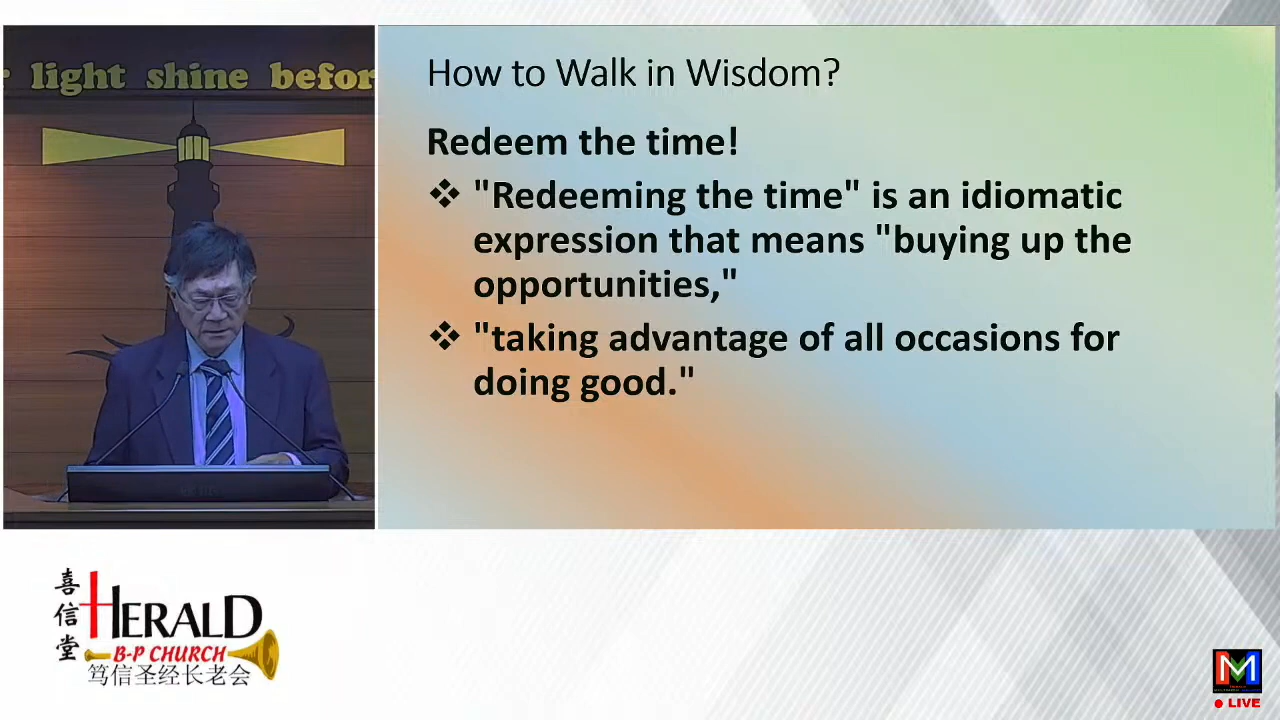 light shine befor
How to Walk in Wisdom?
Redeem the time!
❖ "Redeeming the time" is an idiomatic
expression that means "buying up the
opportunities,"
❖ "taking advantage of all occasions for
doing good."
喜信堂
HERALD
B-P CHURCH
笃信圣经长老会
M
LIVE